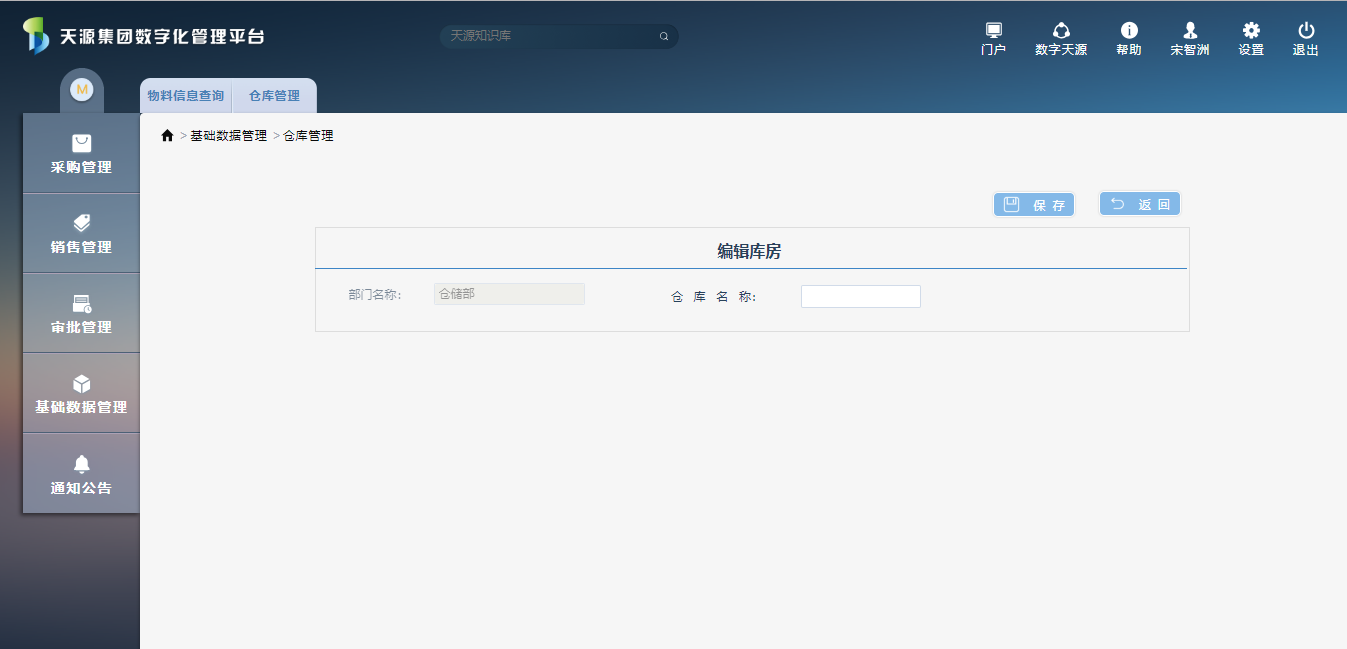 天源集团数字化管理平台
天源知识库
门户 数字天源 帮助 宋智洲 设置 退出
M
物料信息查询 仓库管理
> 基础数据管理 > 仓库管理
采购管理
销售管理
审批管理
基础数据管理
通知公告
保 存 返 回
编辑库房
部门名称: 仓储部 仓 库 名 称: